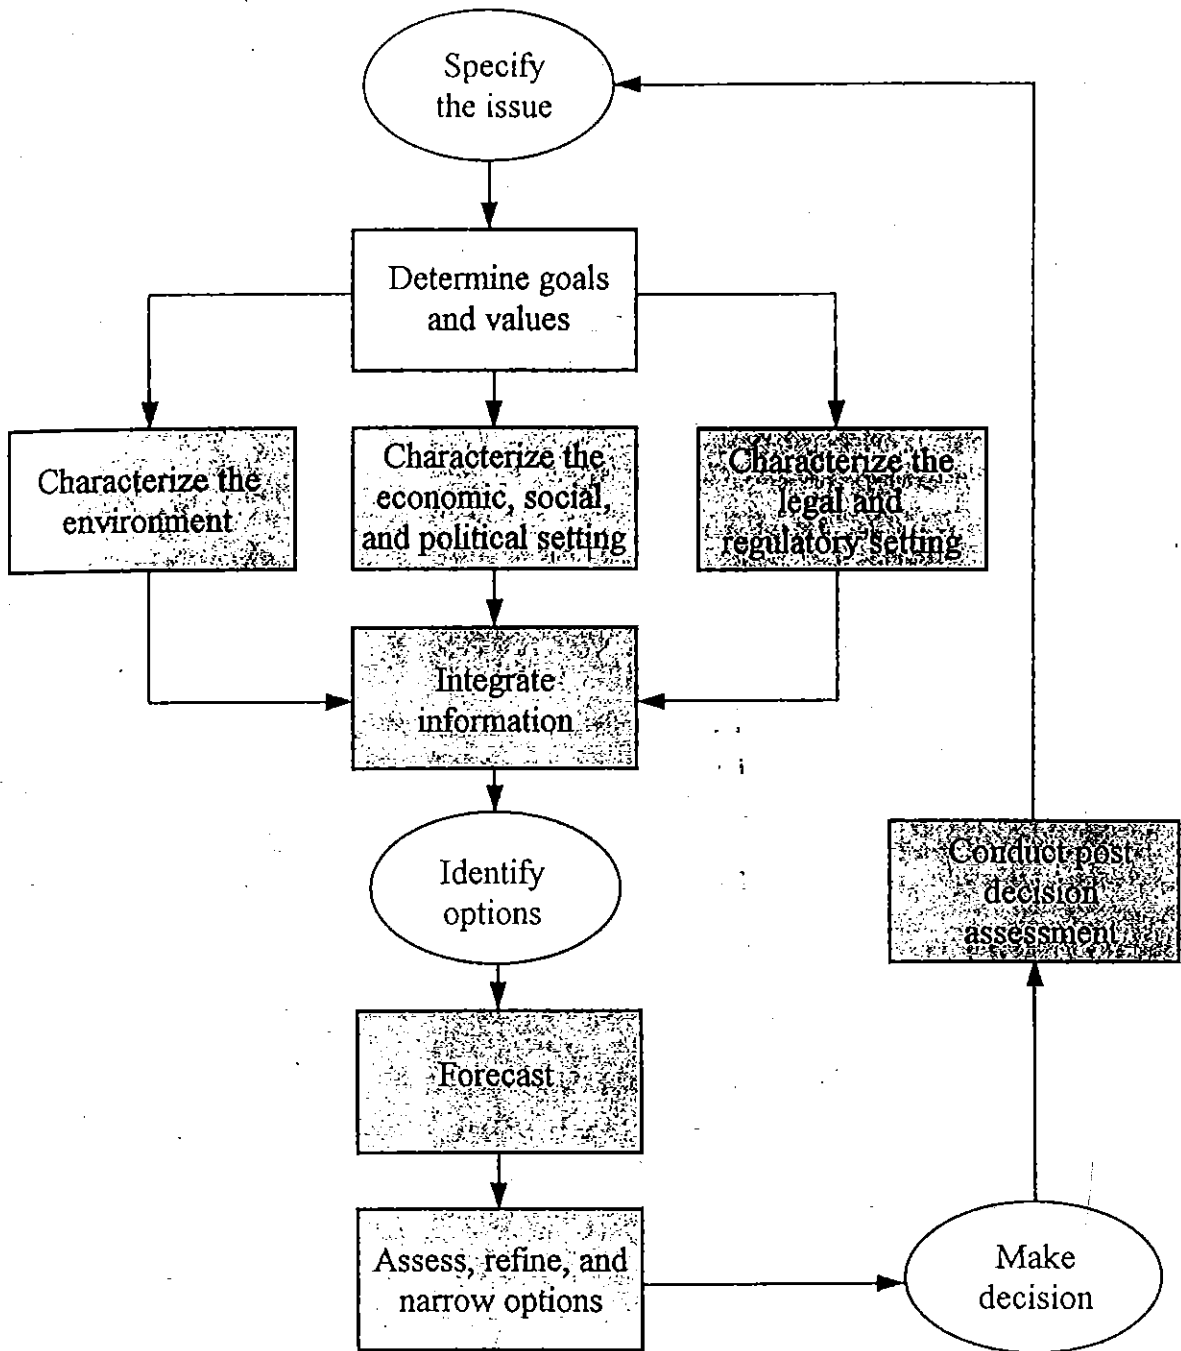 Specify
the issue
Determine goals
and values
Characterize the
environment
Characterize the
economic, social,
and political setting
Characterize the
legal and
regulatory setting
Integrate
information
Identify
options
Conduct post
decision
assessment
Forecast
Assess, refine, and
narrow options
Make
decision